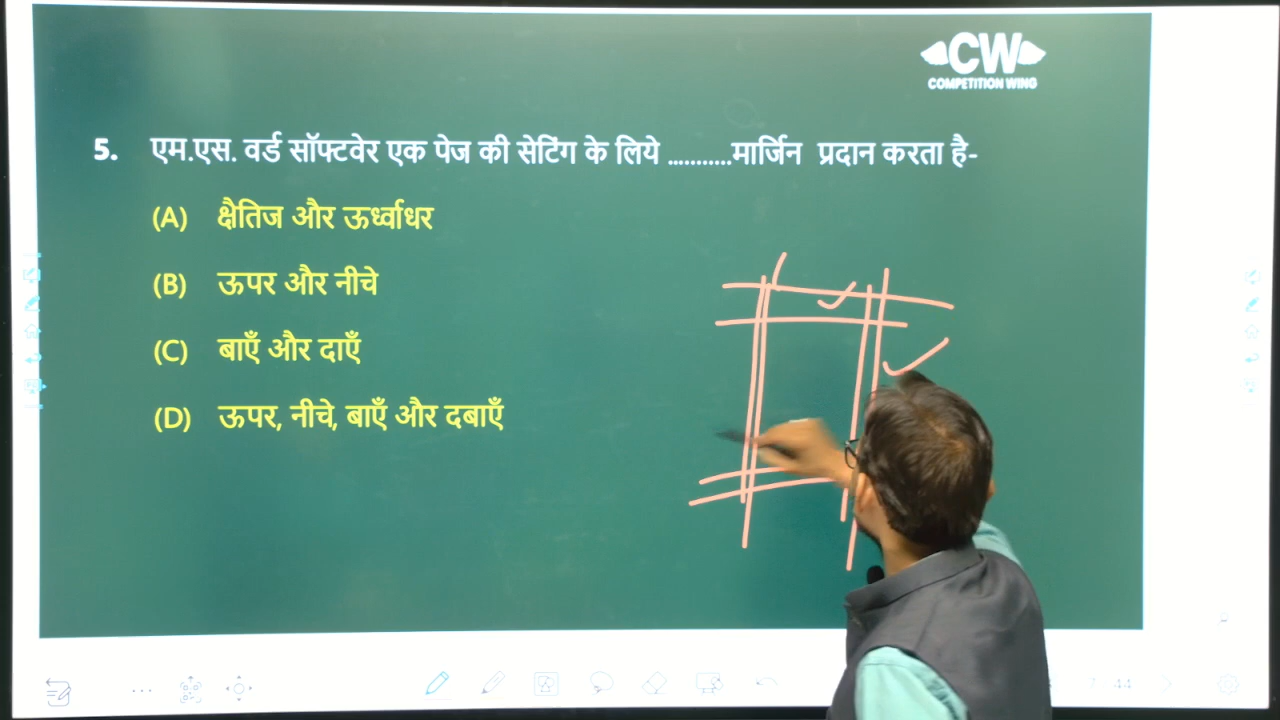 CW
COMPETITION WING
5. एम.एस. वर्ड सॉफ्टवेर एक पेज की सेटिंग के लिये ...........मार्जिन प्रदान करता है-
(A) क्षैतिज और ऊर्ध्वाधर
(B) ऊपर और नीचे
(C) बाएँ और दाएँ
(D) ऊपर, नीचे, बाएँ और दबाएँ
44